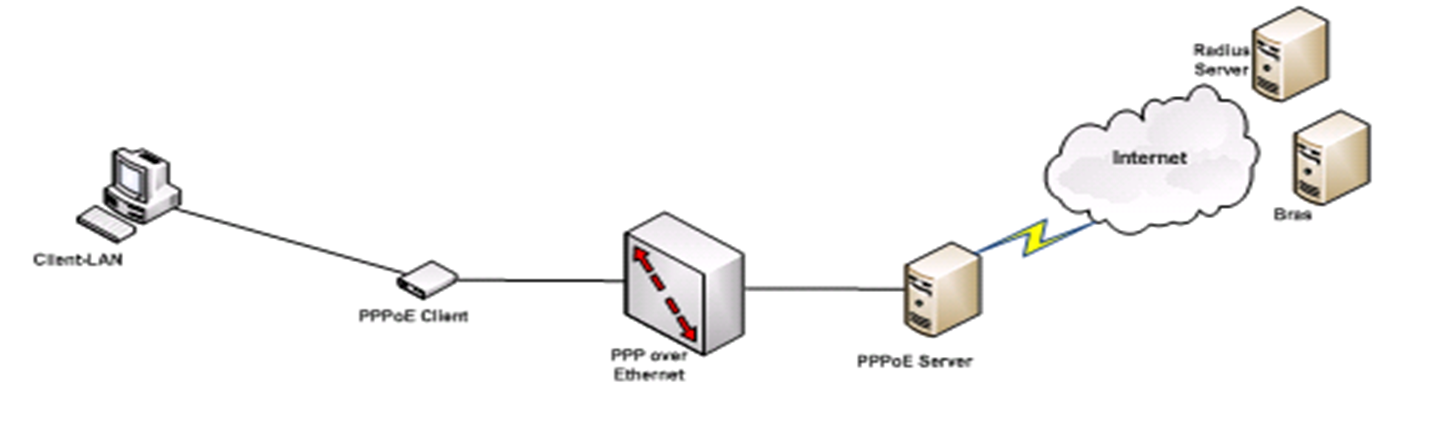 Client-LAN
PPPoE Client
PPP over
Ethernet
PPPoE Server
Internet
Radius
Server
Bras